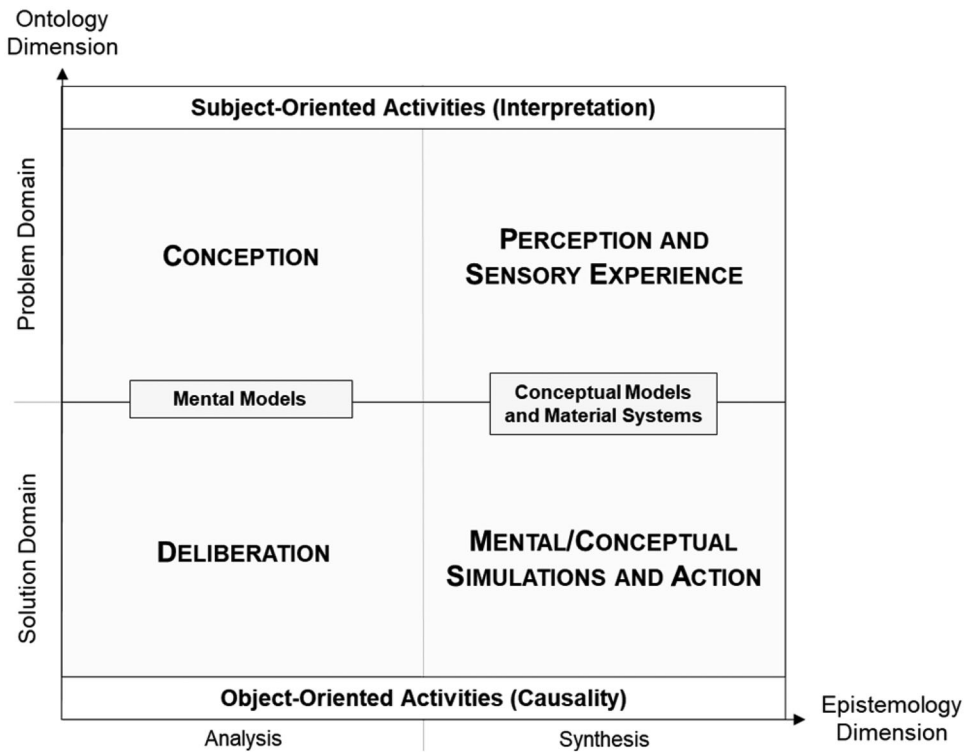 Ontology
Dimension
Subject-Oriented Activities (Interpretation)
Problem Domain
CONCEPTION
PERCEPTION AND
SENSORY EXPERIENCE
Mental Models
Conceptual Models
and Material Systems
Solution Domain
DELIBERATION
MENTAL/CONCEPTUAL
SIMULATIONS AND ACTION
Object-Oriented Activities (Causality)
Epistemology
Dimension
Analysis
Synthesis